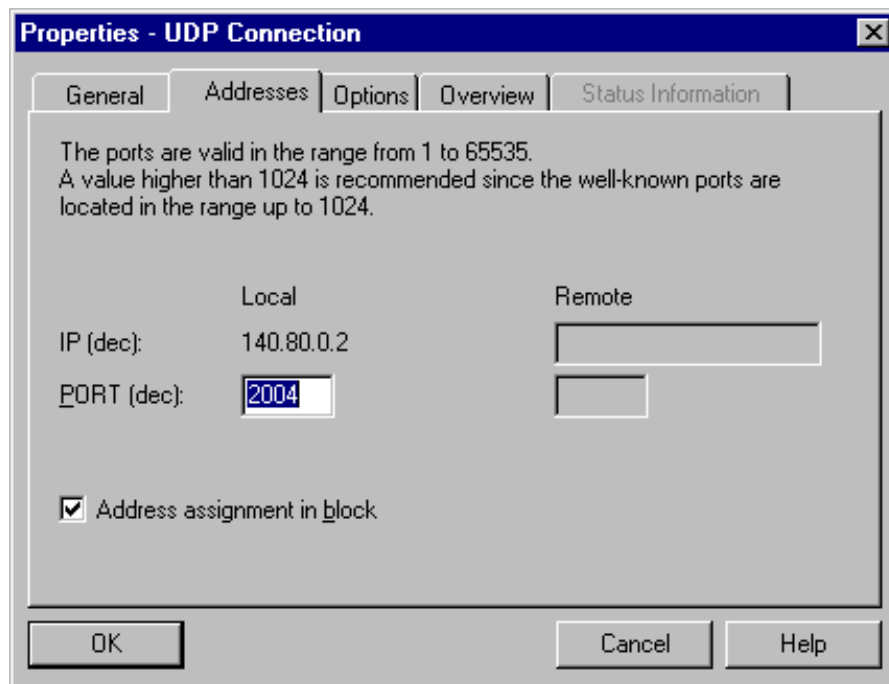 Properties - UDP Connection
General Addresses Options Overview Status Information
The ports are valid in the range from 1 to 65535.
A value higher than 1024 is recommended since the well-known ports are
located in the range up to 1024.
Local Remote
IP (dec): 140.80.0.2
PORT (dec): 2004
Address assignment in block
OK Cancel Help